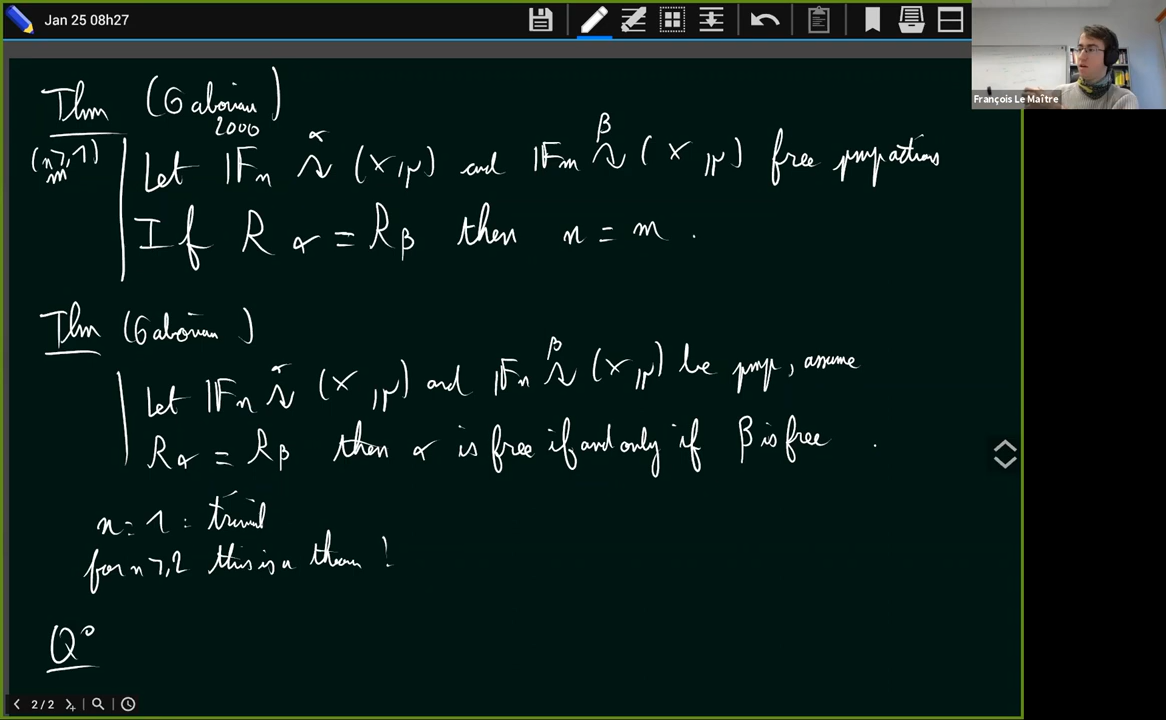 Jan 25 08h27
François Le Maître
Thm (Gaboriau 2000)
(n, m ≥ 1)
Let 𝔽n ↷^α (X, μ) and 𝔽m ↷^β (X, μ) free pmp actions
If Rα = Rβ then n = m.
Thm (Gaboriau)
Let 𝔽n ↷^α (X, μ) and 𝔽n ↷^β (X, μ) be pmp, assume
Rα = Rβ then α is free if and only if β is free.
n = 1 : trivial
for n ≥ 2 this is a thm!
Q°
2/2